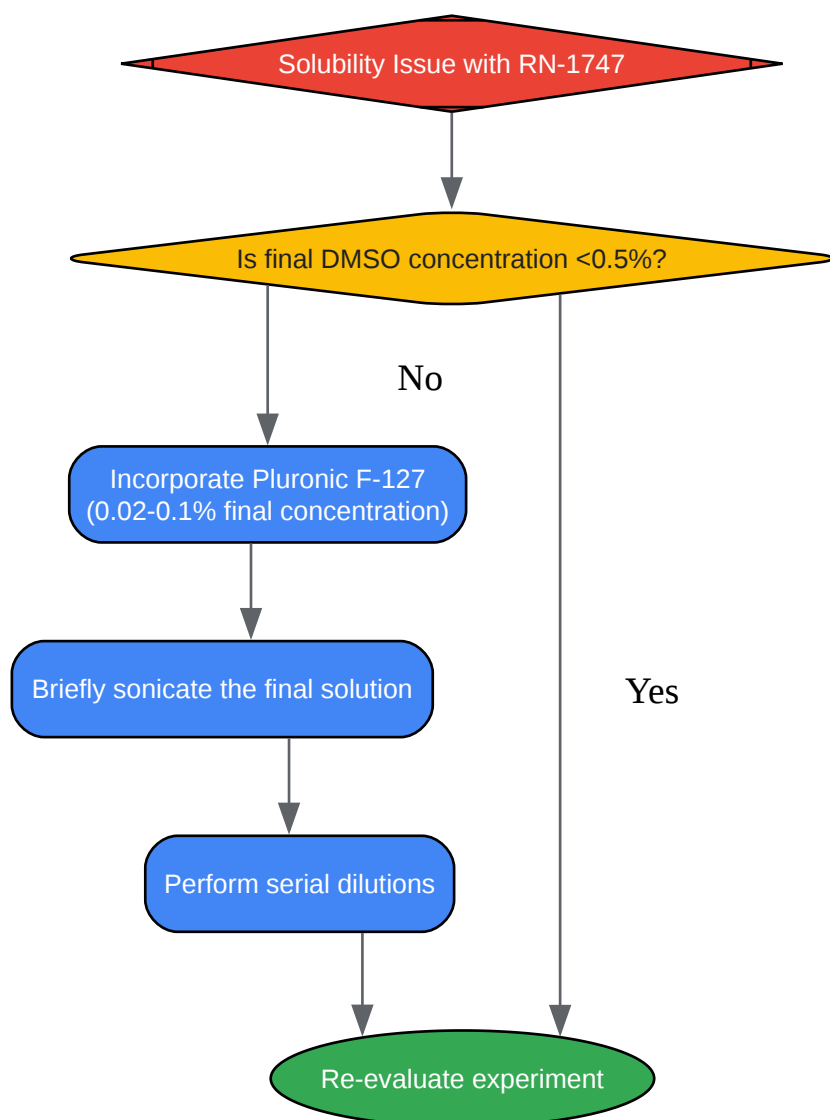 Solubility Issue with RN-1747
Is final DMSO concentration <0.5%?
No
Incorporate Pluronic F-127
(0.02-0.1% final concentration)
Briefly sonicate the final solution
Yes
Perform serial dilutions
Re-evaluate experiment